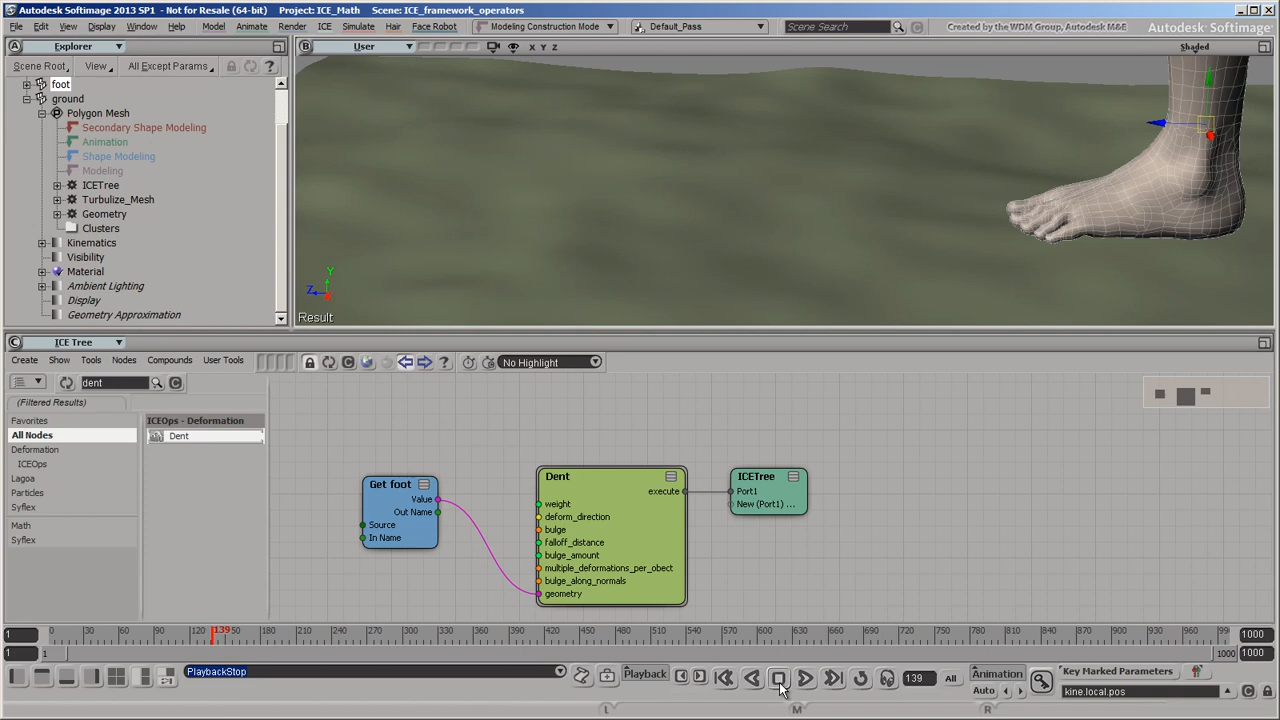 Autodesk Softimage 2013 SP1 - Not for Resale (64-bit) Project: ICE_Math Scene: ICE_framework_operators
File Edit View Display Window Help Model Animate Render ICE Simulate Hair Face Robot Modeling Construction Mode Default_Pass Scene Search Created by the WDM Group, Autodesk M&E Autodesk Softimage
A Explorer B User X Y Z Shaded
Scene Root View All Except Params ?
foot
ground
Polygon Mesh
Secondary Shape Modeling
Animation
Shape Modeling
Modeling
ICETree
Turbulize_Mesh
Geometry
Clusters
Kinematics
Visibility
Material
Ambient Lighting
Display
Geometry Approximation
Y
Z
Result
C ICE Tree
Create Show Tools Nodes Compounds User Tools C ? No Highlight
dent C
(Filtered Results)
Favorites
All Nodes
Deformation
ICEOps
Lagoa
Particles
Syflex
Math
Syflex
ICEOps - Deformation
Dent
Get foot
Value
Out Name
Source
In Name
Dent
execute
weight
deform_direction
bulge
falloff_distance
bulge_amount
multiple_deformations_per_obect
bulge_along_normals
geometry
ICETree
Port1
New (Port1) ...
1 0 30 60 90 120 139 50 180 210 240 270 300 330 360 390 420 450 480 510 540 570 600 630 660 690 720 750 780 810 840 870 900 930 960 99 1000
1 1 1000 1000
PlaybackStop Playback 139 All Animation Key Marked Parameters
Auto kine.local.pos C
L M R